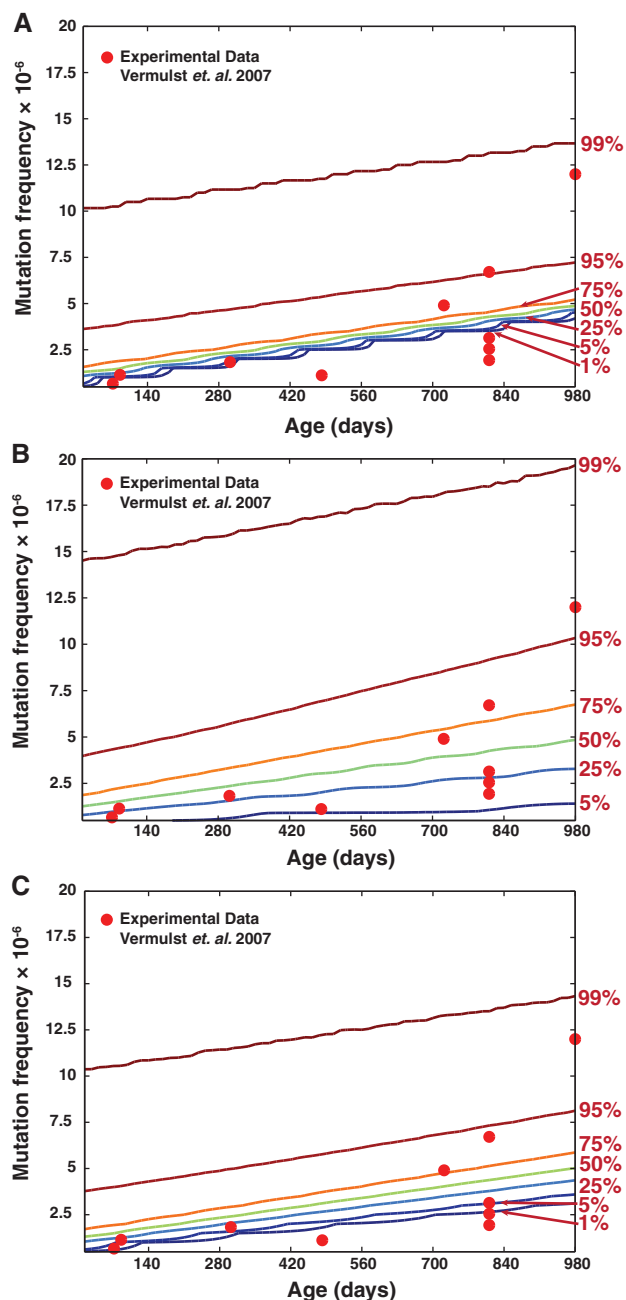 A
20
17.5
15
12.5
10
7.5
5
2.5
Mutation frequency × 10⁻⁶
Experimental Data
Vermulst et. al. 2007
99%
95%
75%
50%
25%
5%
1%
140 280 420 560 700 840 980
Age (days)
B
20
17.5
15
12.5
10
7.5
5
2.5
Mutation frequency × 10⁻⁶
Experimental Data
Vermulst et. al. 2007
99%
95%
75%
50%
25%
5%
140 280 420 560 700 840 980
Age (days)
C
20
17.5
15
12.5
10
7.5
5
2.5
Mutation frequency × 10⁻⁶
Experimental Data
Vermulst et. al. 2007
99%
95%
75%
50%
25%
5%
1%
140 280 420 560 700 840 980
Age (days)